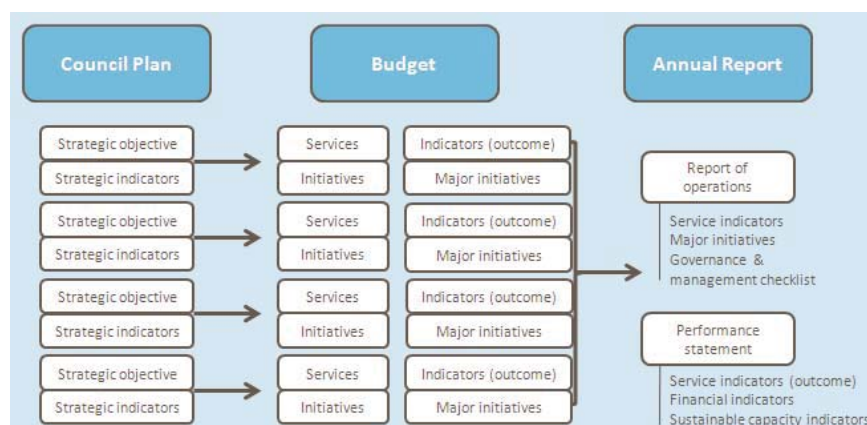 Council Plan
Budget
Annual Report
Strategic objective
Strategic indicators
Services
Initiatives
Indicators (outcome)
Major initiatives
Strategic objective
Strategic indicators
Services
Initiatives
Indicators (outcome)
Major initiatives
Strategic objective
Strategic indicators
Services
Initiatives
Indicators (outcome)
Major initiatives
Strategic objective
Strategic indicators
Services
Initiatives
Indicators (outcome)
Major initiatives
Report of
operations
Service indicators
Major initiatives
Governance &
management checklist
Performance
statement
Service indicators (outcome)
Financial indicators
Sustainable capacity indicators